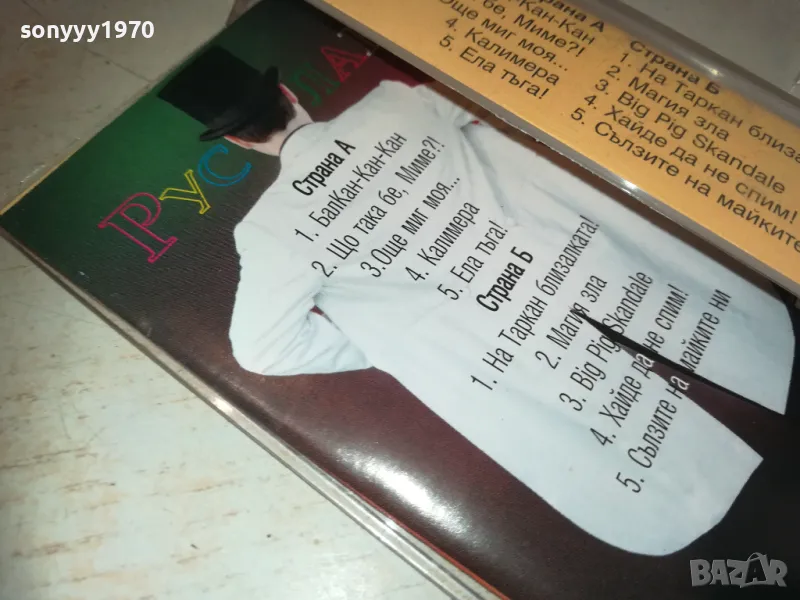 sonyyy1970
Рус ла
Страна А
1. БалКан-Кан-Кан
2. Що така бе, Миме?!
3.Още миг моя...
4. Калимера
5. Ела тъга!
Страна Б
1. На Таркан близалката!
2. Магия зла
3. Big Pig Skandale
4. Хайде да не спим!
5. Сълзите на майките ни
Страна А
Кан-Кан
бе, Миме?!
Още миг моя...
4. Калимера
5. Ела тъга!
Страна Б
1. На Таркан близа
2. Магия зла
3. Big Pig Skandale
4. Хайде да не спим!
5. Сълзите на майките
BAZAR